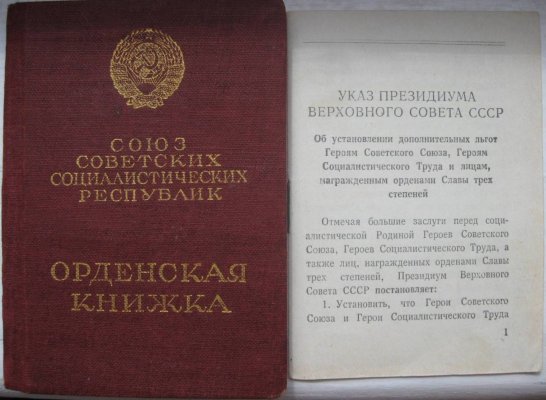 СОЮЗ
СОВЕТСКИХ
СОЦИАЛИСТИЧЕСКИХ
РЕСПУБЛИК
ОРДЕНСКАЯ
КНИЖКА
УКАЗ ПРЕЗИДИУМА
ВЕРХОВНОГО СОВЕТА СССР
Об установлении дополнительных льгот
Героям Советского Союза, Героям
Социалистического Труда и лицам,
награжденным орденами Славы трех
степеней
Отмечая большие заслуги перед соци-
алистической Родиной Героев Советского
Союза, Героев Социалистического Труда, а
также лиц, награжденных орденами Славы
трех степеней, Президиум Верховного
Совета СССР постановляет:
1. Установить, что Герои Советского
Союза и Герои Социалистического Труда
1